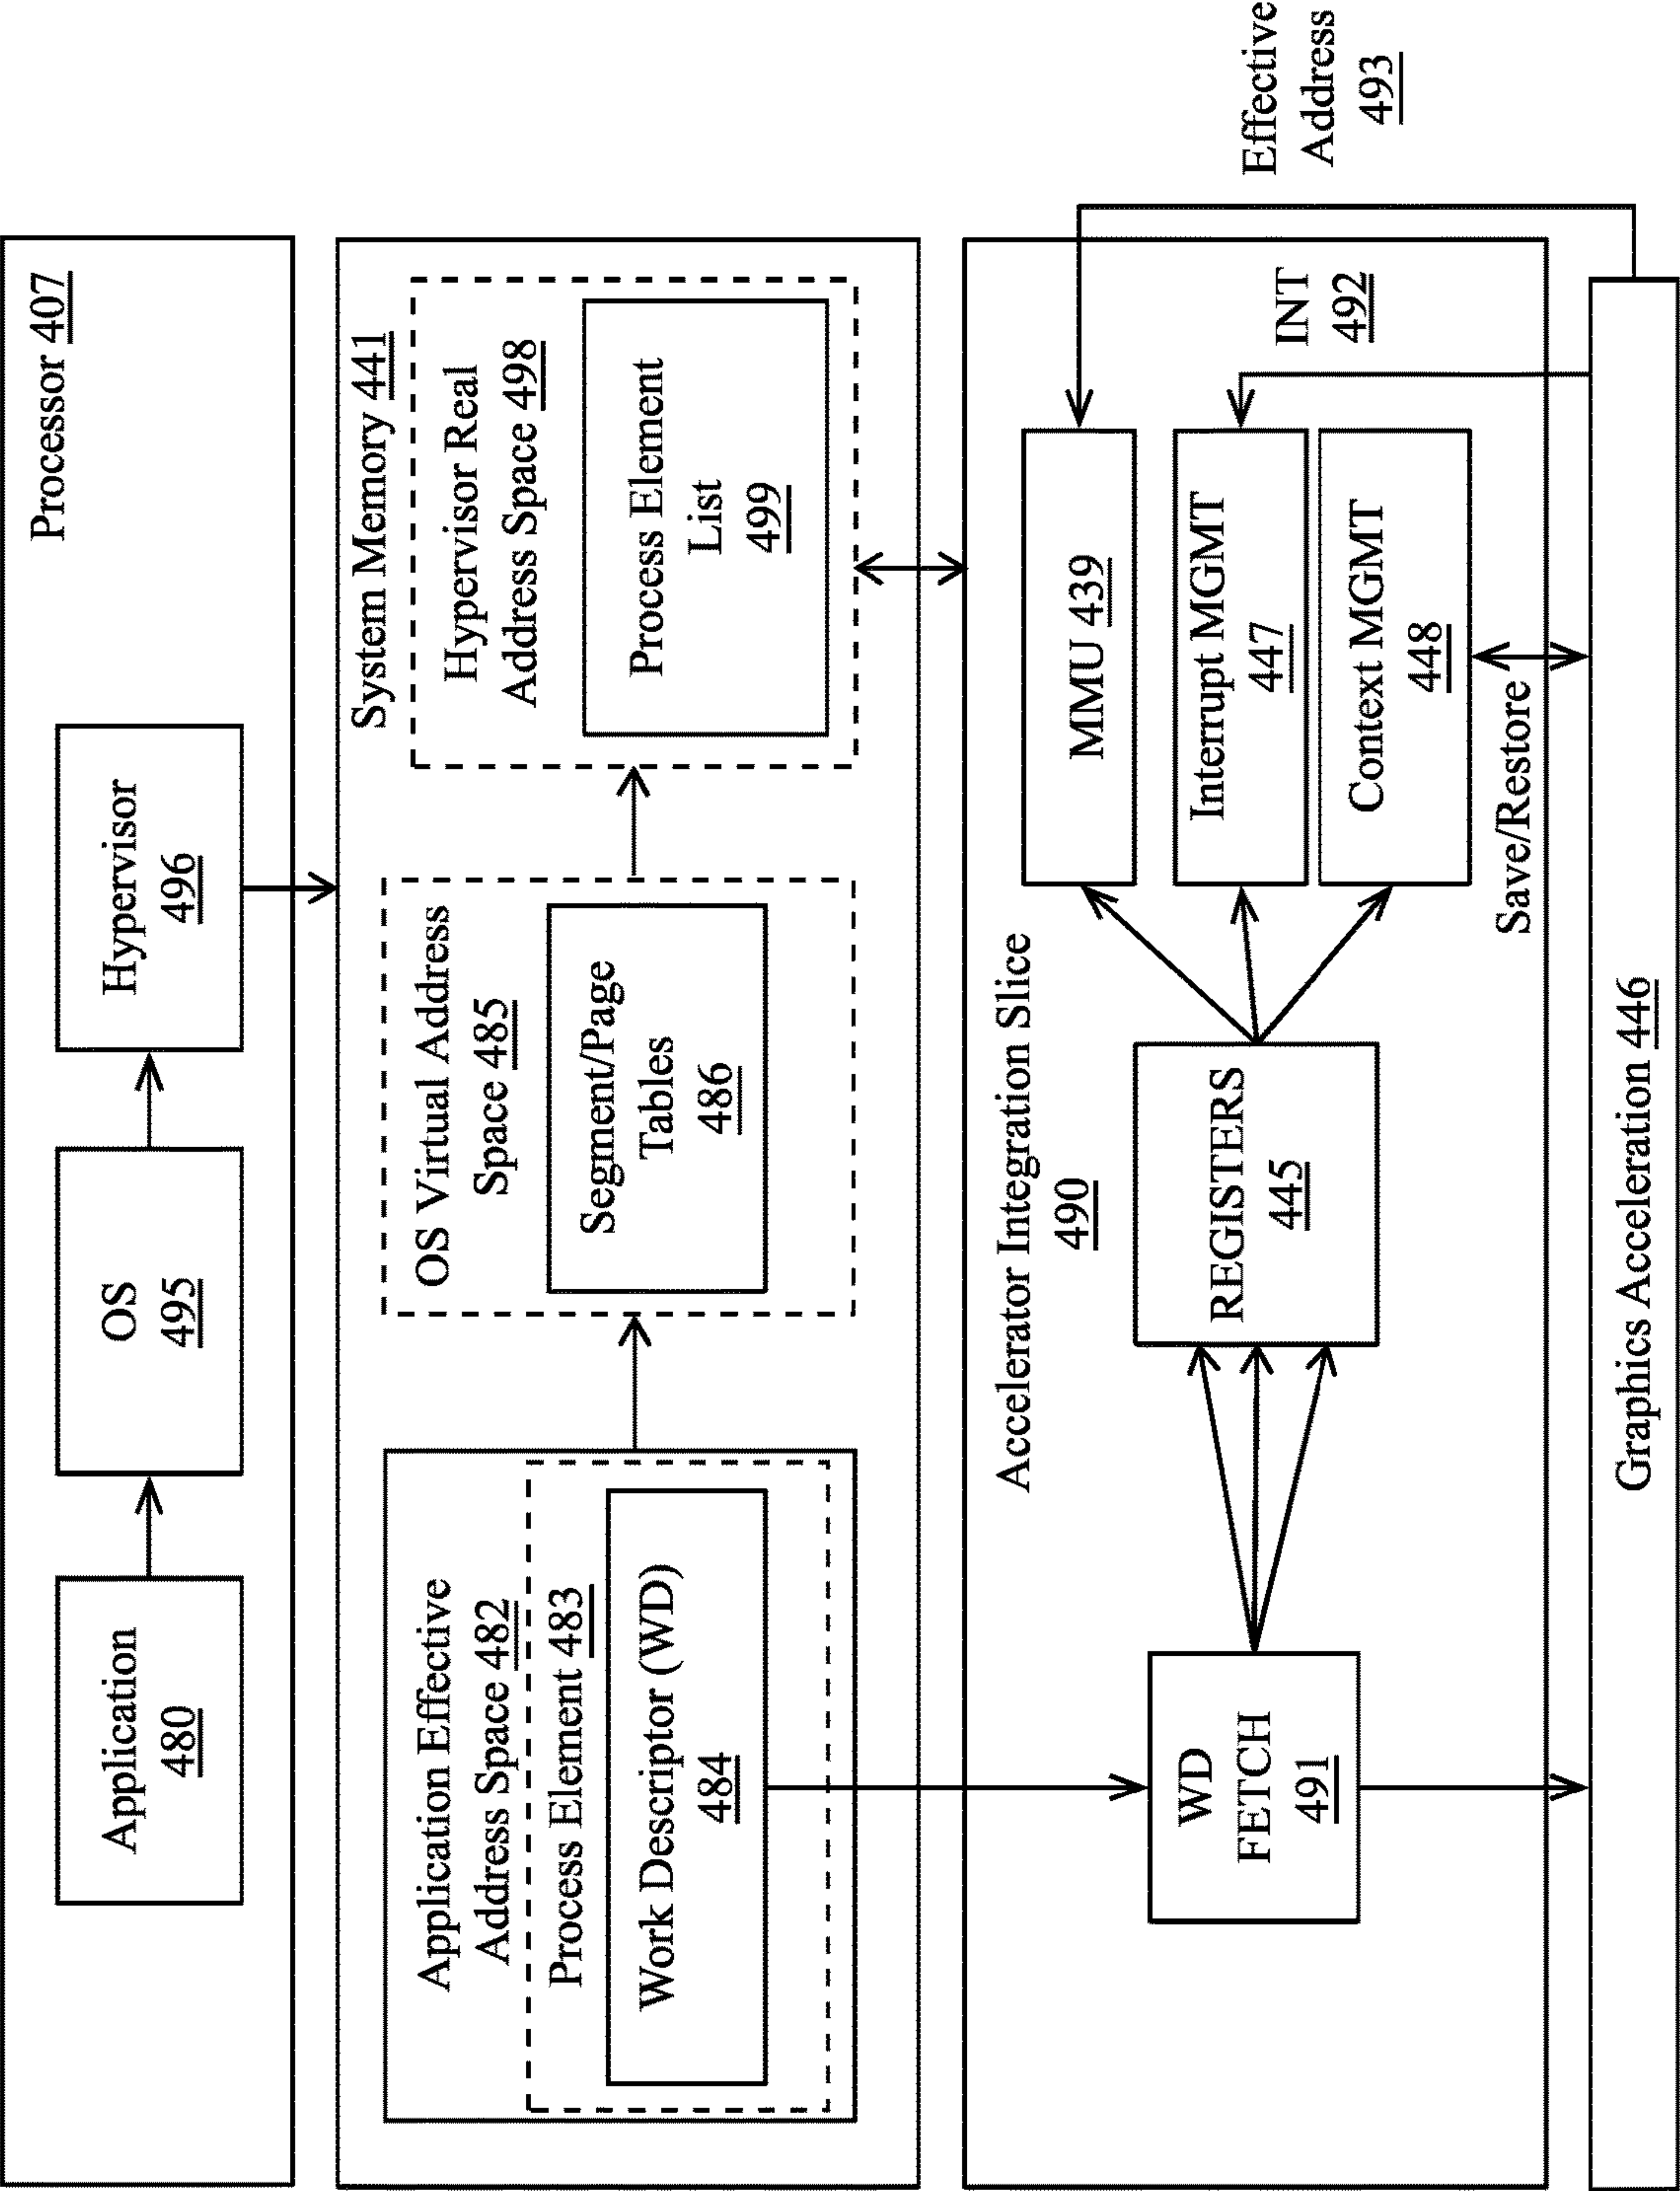 Processor 407
Application
480
OS
495
Hypervisor
496
System Memory 441
Application Effective
Address Space 482
Process Element 483
Work Descriptor (WD)
484
OS Virtual Address
Space 485
Segment/Page
Tables
486
Hypervisor Real
Address Space 498
Process Element
List
499
Accelerator Integration Slice
490
WD
FETCH
491
REGISTERS
445
MMU 439
Interrupt MGMT
447
Context MGMT
448
Save/Restore
INT
492
Effective
Address
493
Graphics Acceleration 446